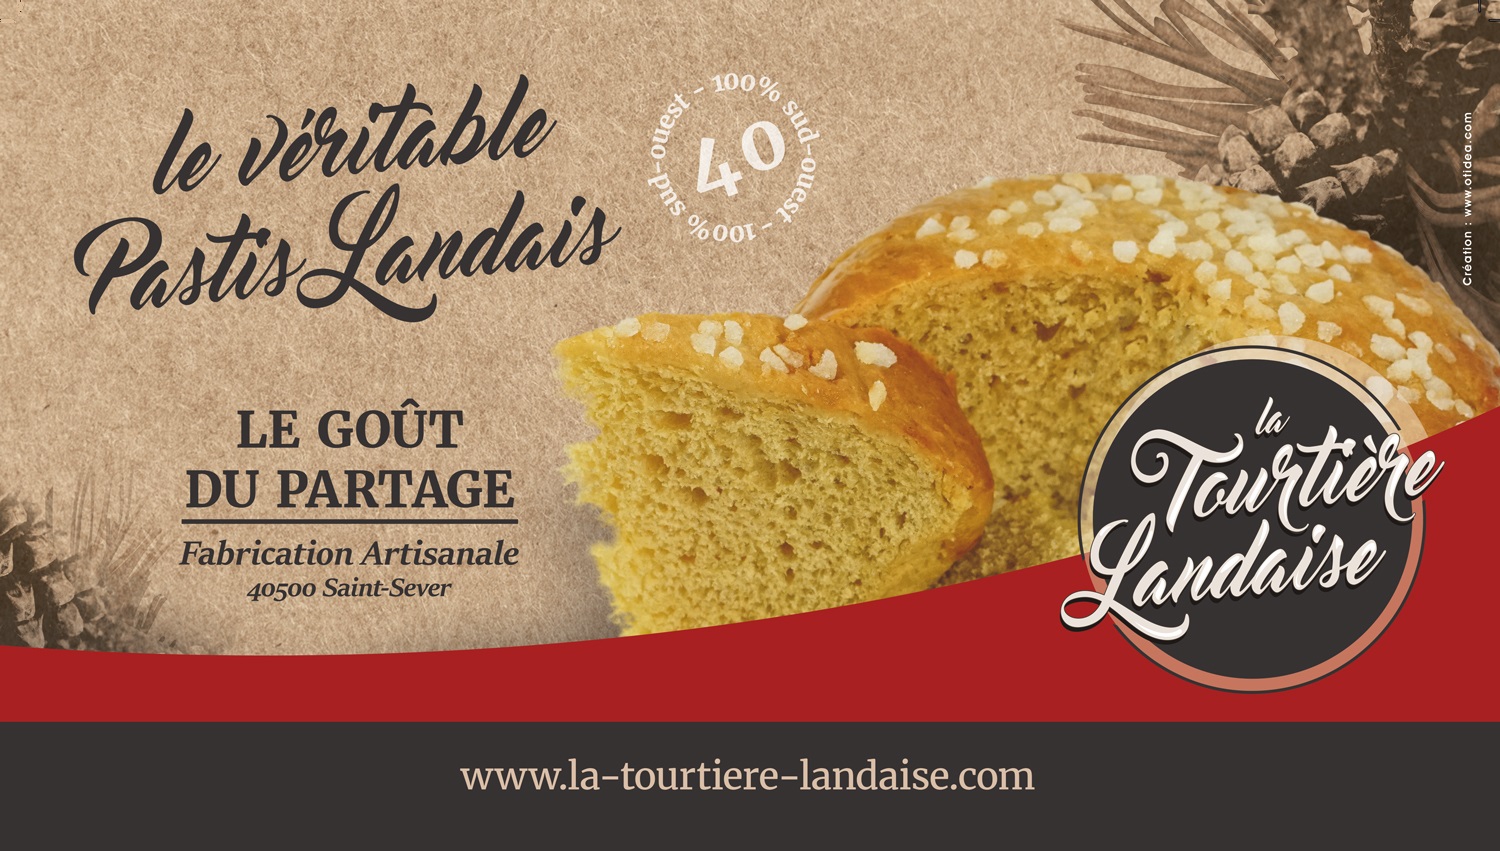 le véritable
Pastis Landais
100% sud-ouest - 100% sud-ouest -
40
LE GOÛT
DU PARTAGE
Fabrication Artisanale
40500 Saint-Sever
la
Tourtière
Landaise
www.la-tourtiere-landaise.com
Création : www.otidea.com